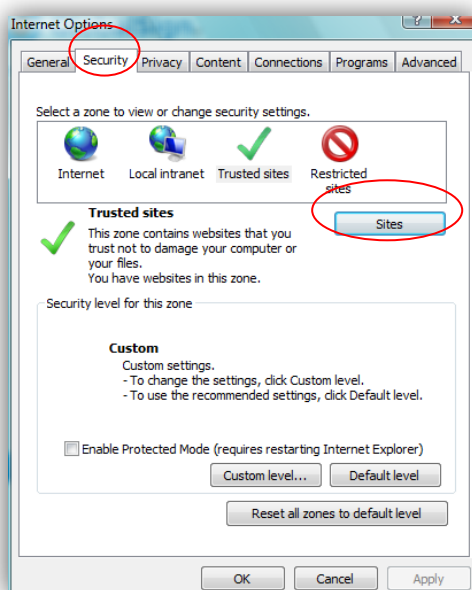 Internet Options
General Security Privacy Content Connections Programs Advanced
Select a zone to view or change security settings.
Internet Local intranet Trusted sites Restricted sites
Trusted sites
Sites
This zone contains websites that you
trust not to damage your computer or
your files.
You have websites in this zone.
Security level for this zone
Custom
Custom settings.
- To change the settings, click Custom level.
- To use the recommended settings, click Default level.
Enable Protected Mode (requires restarting Internet Explorer)
Custom level... Default level
Reset all zones to default level
OK Cancel Apply